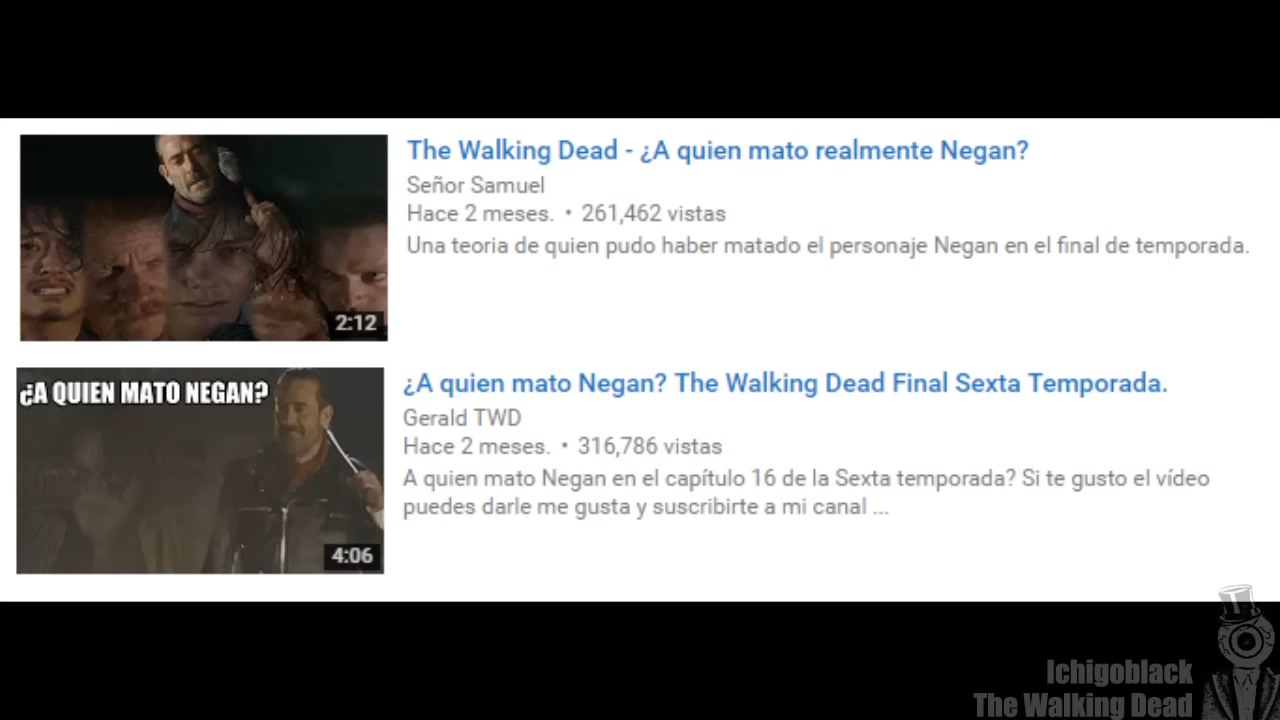 The Walking Dead - ¿A quien mato realmente Negan?
Señor Samuel
Hace 2 meses. • 261,462 vistas
Una teoria de quien pudo haber matado el personaje Negan en el final de temporada.
2:12
¿A QUIEN MATO NEGAN?
¿A quien mato Negan? The Walking Dead Final Sexta Temporada.
Gerald TWD
Hace 2 meses. • 316,786 vistas
A quien mato Negan en el capítulo 16 de la Sexta temporada? Si te gusto el vídeo
puedes darle me gusta y suscribirte a mi canal ...
4:06
Ichigoblack
The Walking Dead